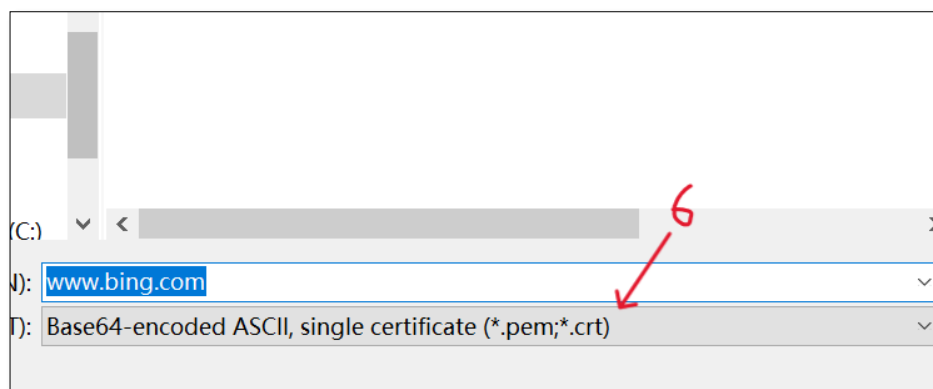 6
(C:)
N): www.bing.com
T): Base64-encoded ASCII, single certificate (*.pem;*.crt)